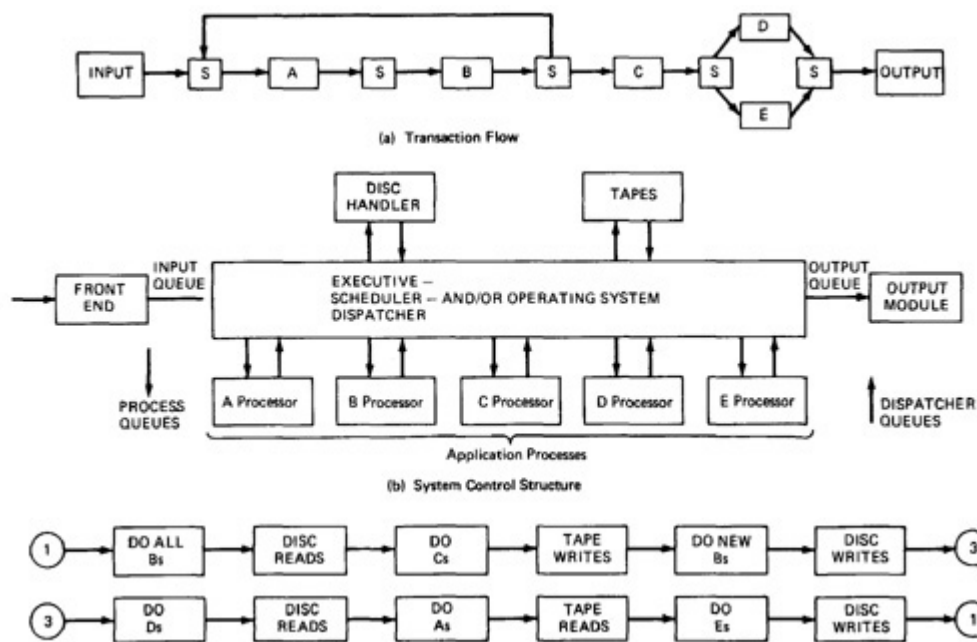 INPUT
S
A
S
B
S
C
S
D
E
S
OUTPUT
(a) Transaction Flow
DISC
HANDLER
TAPES
FRONT
END
INPUT
QUEUE
EXECUTIVE –
SCHEDULER – AND/OR OPERATING SYSTEM
DISPATCHER
OUTPUT
QUEUE
OUTPUT
MODULE
PROCESS
QUEUES
A Processor
B Processor
C Processor
D Processor
E Processor
DISPATCHER
QUEUES
Application Processes
(b) System Control Structure
1
DO ALL
Bs
DISC
READS
DO
Cs
TAPE
WRITES
DO NEW
Bs
DISC
WRITES
3
3
DO
Ds
DISC
READS
DO
As
TAPE
READS
DO
Es
DISC
WRITES
1